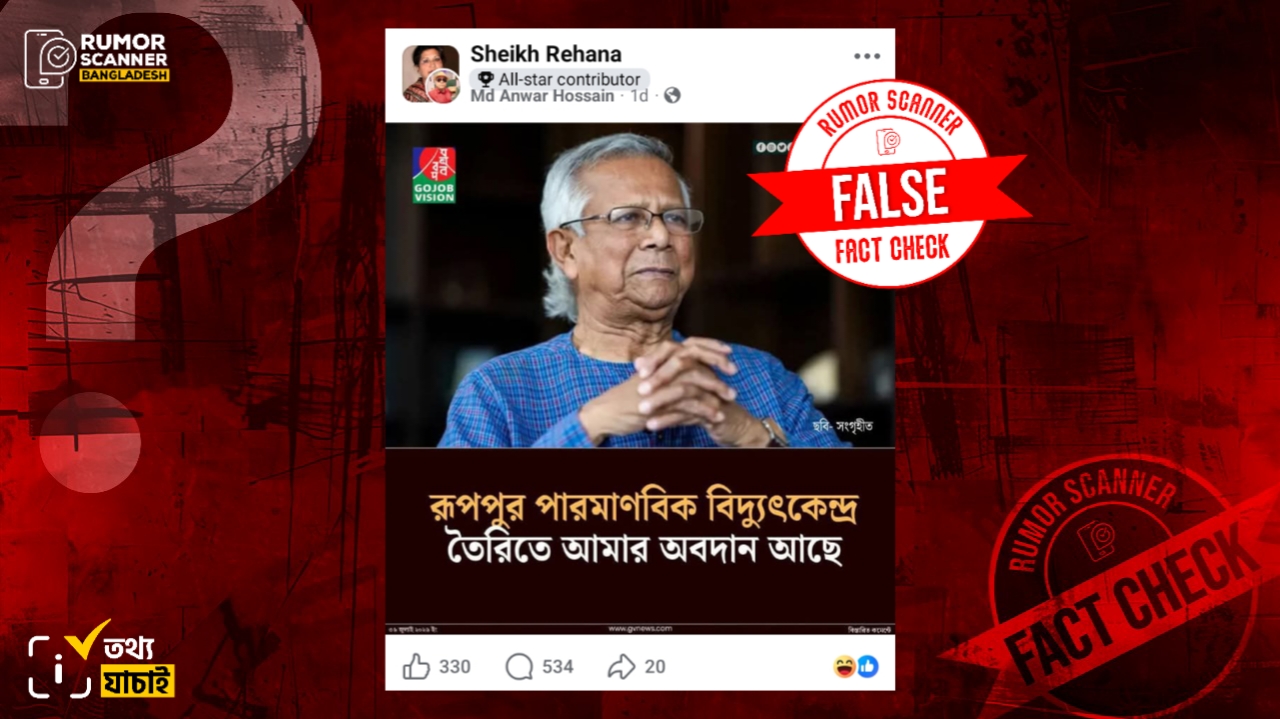 RUMOR
SCANNER
BANGLADESH
Sheikh Rehana
All-star contributor
Md Anwar Hossain · 1d ·
GOJOB
VISION
RUMOR SCANNER
FALSE
FACT CHECK
ছবি- সংগৃহীত
রূপপুর পারমাণবিক বিদ্যুৎকেন্দ্র
তৈরিতে আমার অবদান আছে
www.gvnews.com
বিস্তারিত কমেন্টে
330
534
20
তথ্য
যাচাই
RUMOR SCANNER
FACT CHECK